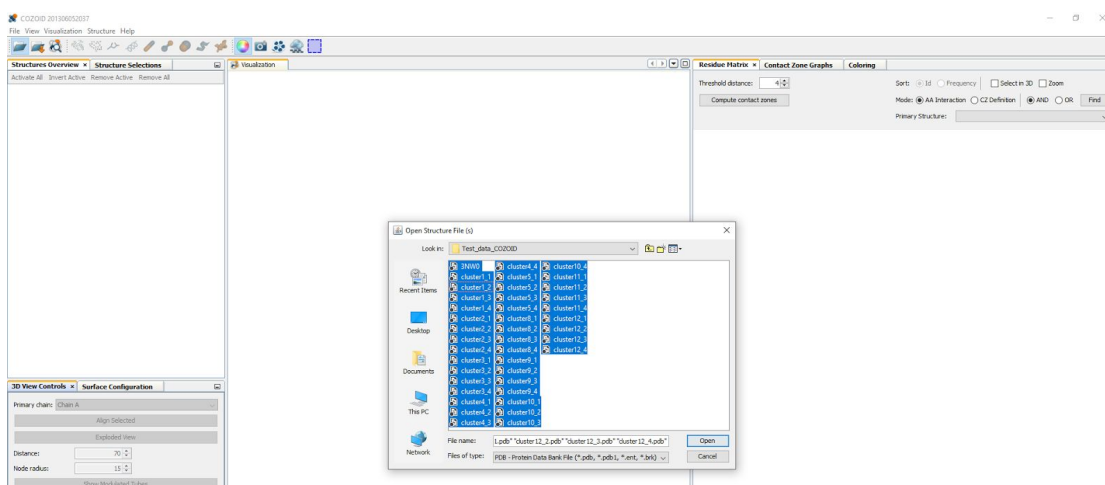 COZOID 201306052037
File View Visualization Structure Help
Structures Overview × Structure Selections
Activate All Invert Active Remove Active Remove All
Visualization
Residue Matrix × Contact Zone Graphs Coloring
Threshold distance: 4
Compute contact zones
Sort: Id Frequency Select in 3D Zoom
Mode: AA Interaction CZ Definition AND OR Find
Primary Structure:
Open Structure File (s)
Look in: Test_data_COZOID
Recent Items
Desktop
Documents
This PC
Network
3NW0 cluster4_4 cluster10_4
cluster1_1 cluster5_1 cluster11_1
cluster1_2 cluster5_2 cluster11_2
cluster1_3 cluster5_3 cluster11_3
cluster1_4 cluster5_4 cluster11_4
cluster2_1 cluster8_1 cluster12_1
cluster2_2 cluster8_2 cluster12_2
cluster2_3 cluster8_3 cluster12_3
cluster2_4 cluster8_4 cluster12_4
cluster3_1 cluster9_1
cluster3_2 cluster9_2
cluster3_3 cluster9_3
cluster3_4 cluster9_4
cluster4_1 cluster10_1
cluster4_2 cluster10_2
cluster4_3 cluster10_3
File name: 1.pdb" "cluster12_2.pdb" "cluster12_3.pdb" "cluster12_4.pdb" Open
Files of type: PDB - Protein Data Bank File (*.pdb, *.pdb1, *.ent, *.brk) Cancel
3D View Controls × Surface Configuration
Primary chain: Chain A
Align Selected
Exploded View
Distance: 70
Node radius: 15
Show Modulated Tubes